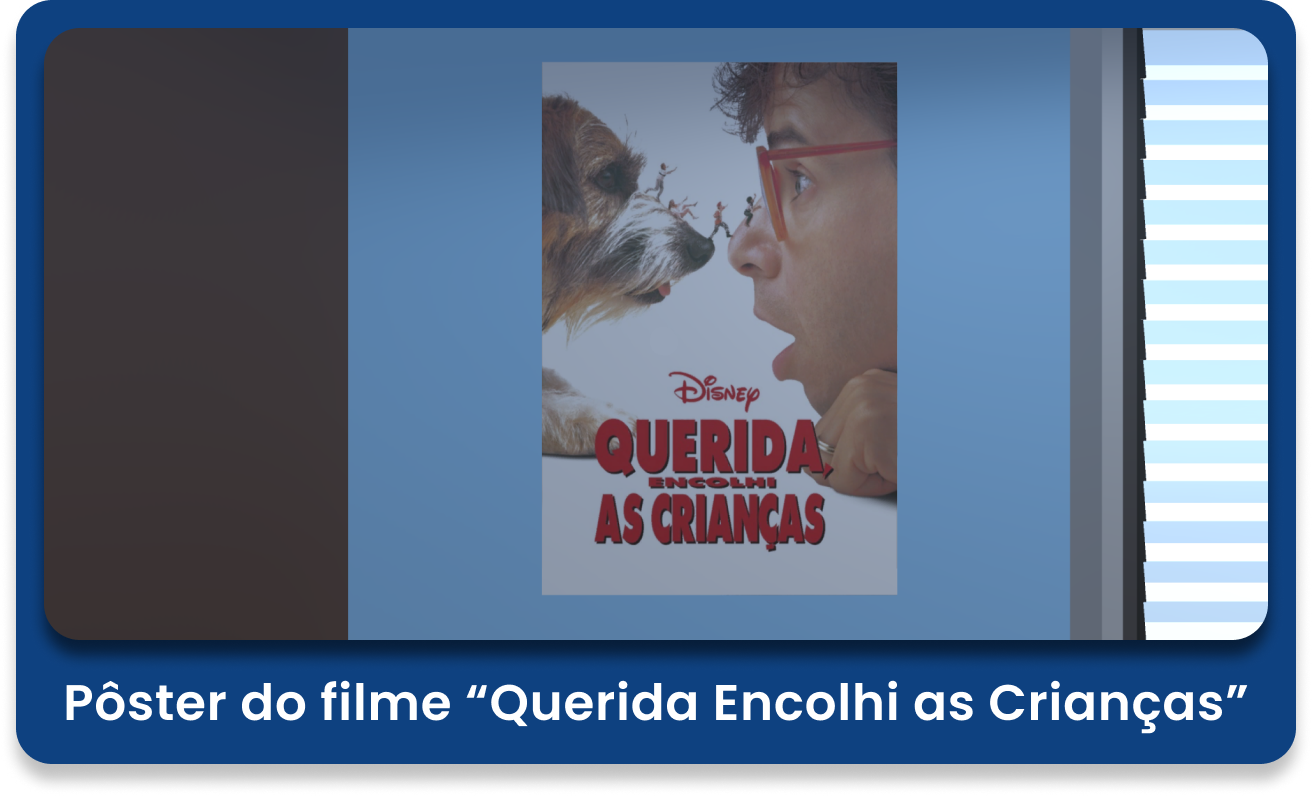 Disney
QUERIDA,
ENCOLHI
AS CRIANÇAS
Pôster do filme “Querida Encolhi as Crianças”